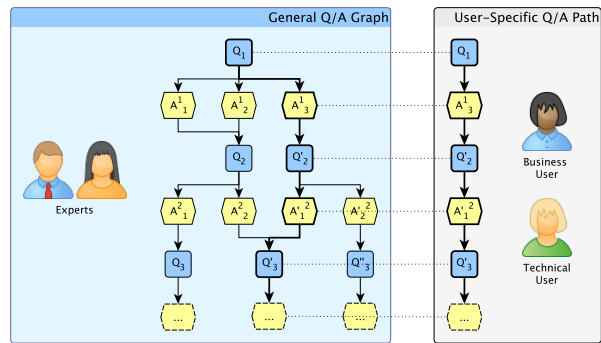 General Q/A Graph
User-Specific Q/A Path
Q1
Q1
A11
A12
A13
A13
Q2
Q'2
Q'2
Experts
Business
User
A21
A22
A'12
A'22
A'12
Q3
Q'3
Q"3
Q'3
Technical
User
...
...
...
...